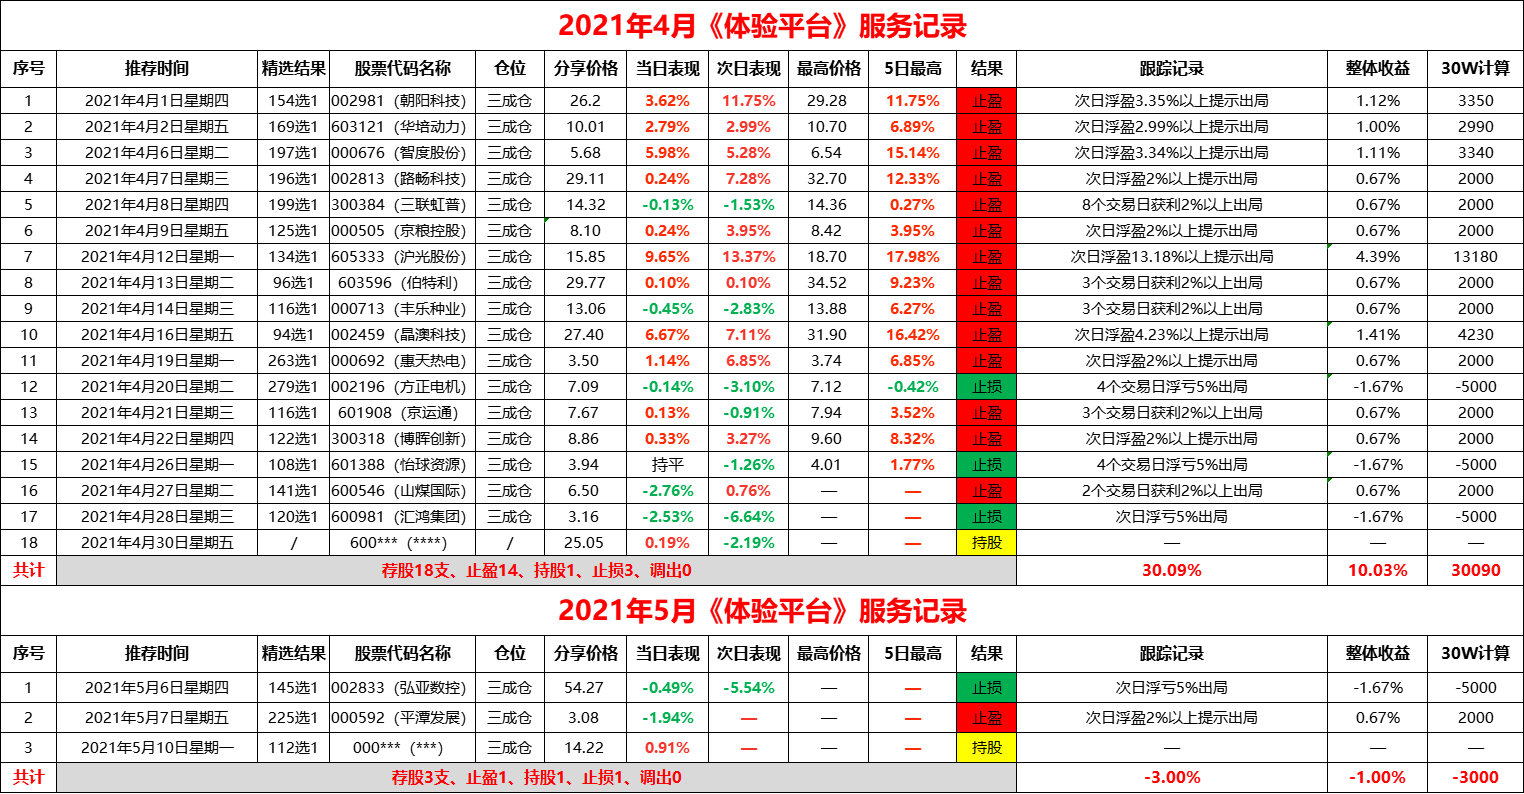 2021年4月《体验平台》服务记录
序号 推荐时间 精选结果 股票代码名称 仓位 分享价格 当日表现 次日表现 最高价格 5日最高 结果 跟踪记录 整体收益 30W计算
1 2021年4月1日星期四 154选1 002981（朝阳科技） 三成仓 26.2 3.62% 11.75% 29.28 11.75% 止盈 次日浮盈3.35%以上提示出局 1.12% 3350
2 2021年4月2日星期五 169选1 603121（华培动力） 三成仓 10.01 2.79% 2.99% 10.70 6.89% 止盈 次日浮盈2.99%以上提示出局 1.00% 2990
3 2021年4月6日星期二 197选1 000676（智度股份） 三成仓 5.68 5.98% 5.28% 6.54 15.14% 止盈 次日浮盈3.34%以上提示出局 1.11% 3340
4 2021年4月7日星期三 196选1 002813（路畅科技） 三成仓 29.11 0.24% 7.28% 32.70 12.33% 止盈 次日浮盈2%以上提示出局 0.67% 2000
5 2021年4月8日星期四 199选1 300384（三联虹普） 三成仓 14.32 -0.13% -1.53% 14.36 0.27% 止盈 8个交易日获利2%以上出局 0.67% 2000
6 2021年4月9日星期五 125选1 000505（京粮控股） 三成仓 8.10 0.24% 3.95% 8.42 3.95% 止盈 次日浮盈2%以上提示出局 0.67% 2000
7 2021年4月12日星期一 134选1 605333（沪光股份） 三成仓 15.85 9.65% 13.37% 18.70 17.98% 止盈 次日浮盈13.18%以上提示出局 4.39% 13180
8 2021年4月13日星期二 96选1 603596（伯特利） 三成仓 29.77 0.10% 0.10% 34.52 9.23% 止盈 3个交易日获利2%以上出局 0.67% 2000
9 2021年4月14日星期三 116选1 000713（丰乐种业） 三成仓 13.06 -0.45% -2.83% 13.88 6.27% 止盈 3个交易日获利2%以上出局 0.67% 2000
10 2021年4月16日星期五 94选1 002459（晶澳科技） 三成仓 27.40 6.67% 7.11% 31.90 16.42% 止盈 次日浮盈4.23%以上提示出局 1.41% 4230
11 2021年4月19日星期一 263选1 000692（惠天热电） 三成仓 3.50 1.14% 6.85% 3.74 6.85% 止盈 次日浮盈2%以上提示出局 0.67% 2000
12 2021年4月20日星期二 279选1 002196（方正电机） 三成仓 7.09 -0.14% -3.10% 7.12 -0.42% 止损 4个交易日浮亏5%出局 -1.67% -5000
13 2021年4月21日星期三 116选1 601908（京运通） 三成仓 7.67 0.13% -0.91% 7.94 3.52% 止盈 3个交易日获利2%以上出局 0.67% 2000
14 2021年4月22日星期四 122选1 300318（博晖创新） 三成仓 8.86 0.33% 3.27% 9.60 8.32% 止盈 次日浮盈2%以上提示出局 0.67% 2000
15 2021年4月26日星期一 108选1 601388（怡球资源） 三成仓 3.94 持平 -1.26% 4.01 1.77% 止损 4个交易日浮亏5%出局 -1.67% -5000
16 2021年4月27日星期二 141选1 600546（山煤国际） 三成仓 6.50 -2.76% 0.76% — — 止盈 2个交易日获利2%以上出局 0.67% 2000
17 2021年4月28日星期三 120选1 600981（汇鸿集团） 三成仓 3.16 -2.53% -6.64% — — 止损 次日浮亏5%出局 -1.67% -5000
18 2021年4月30日星期五 / 600***（****） / 25.05 0.19% -2.19% — — 持股 — — —
共计 荐股18支、止盈14、持股1、止损3、调出0 30.09% 10.03% 30090
2021年5月《体验平台》服务记录
序号 推荐时间 精选结果 股票代码名称 仓位 分享价格 当日表现 次日表现 最高价格 5日最高 结果 跟踪记录 整体收益 30W计算
1 2021年5月6日星期四 145选1 002833（弘亚数控） 三成仓 54.27 -0.49% -5.54% — — 止损 次日浮亏5%出局 -1.67% -5000
2 2021年5月7日星期五 225选1 000592（平潭发展） 三成仓 3.08 -1.94% — — — 止盈 次日浮盈2%以上提示出局 0.67% 2000
3 2021年5月10日星期一 112选1 000***（***） 三成仓 14.22 0.91% — — — 持股 — — —
共计 荐股3支、止盈1、持股1、止损1、调出0 -3.00% -1.00% -3000